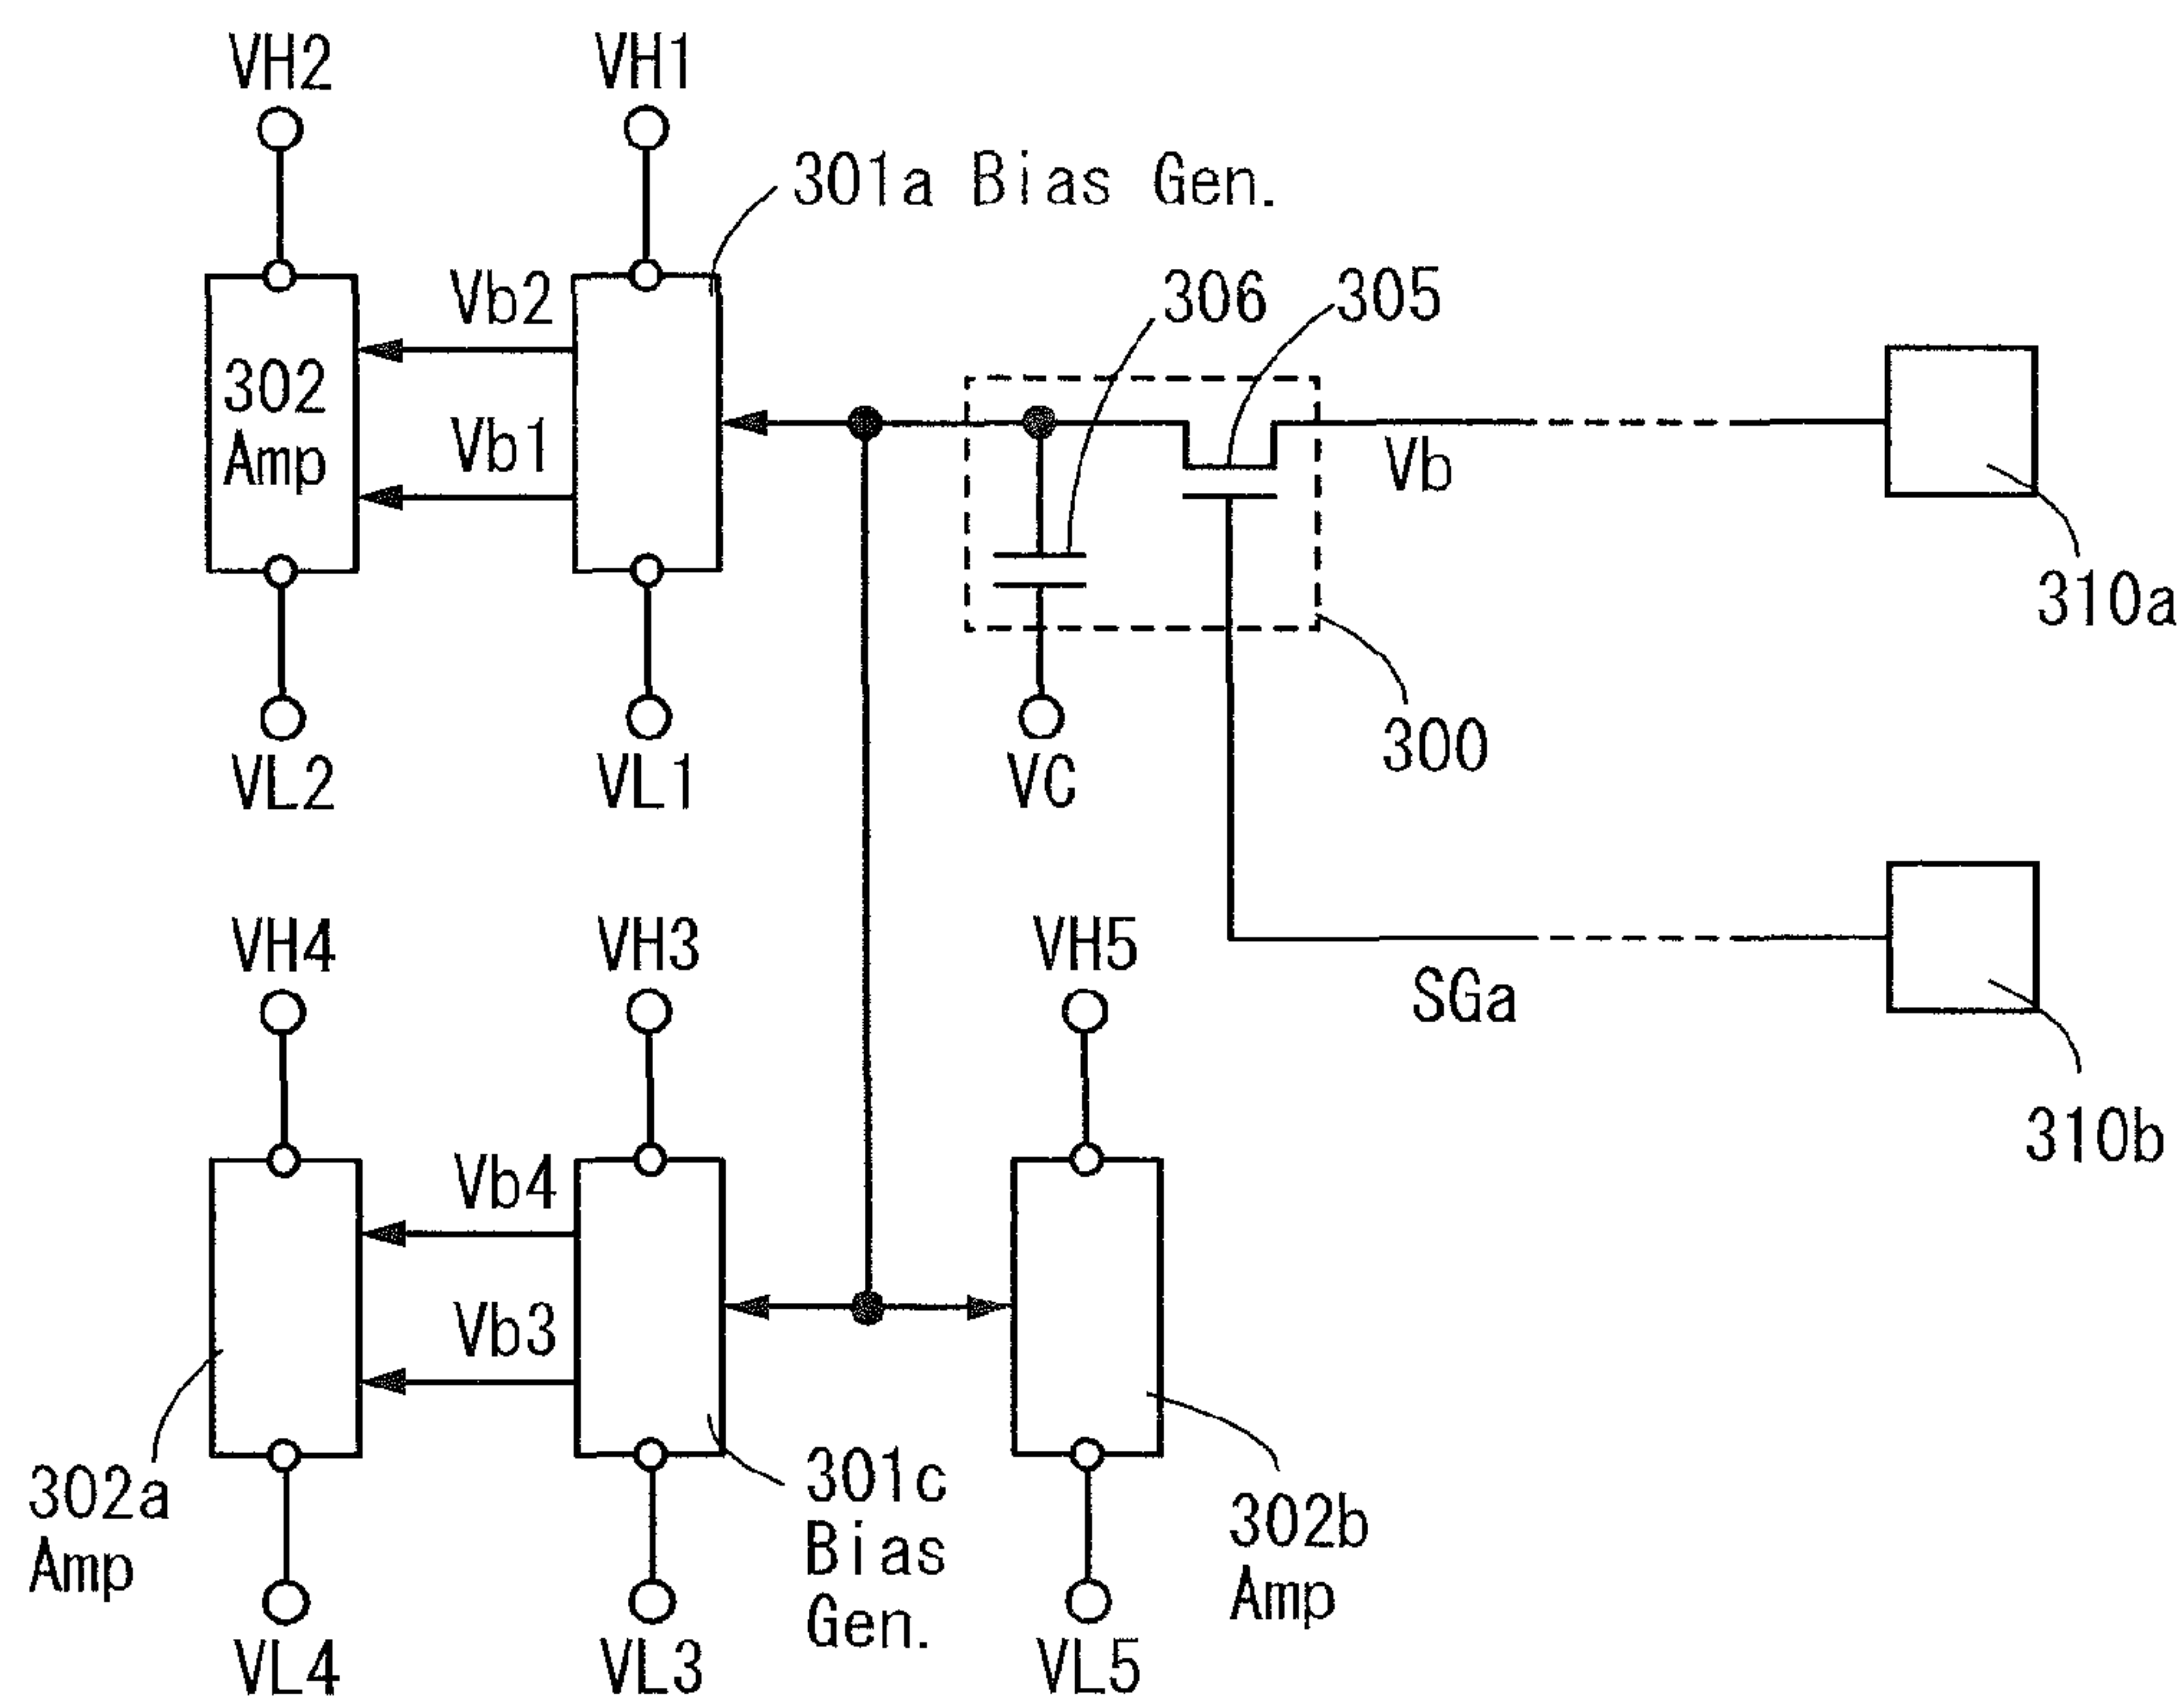 VH2
VH1
301a Bias Gen.
Vb2
306
305
302
Amp
Vb1
Vb
310a
300
VL2
VL1
VC
VH4
VH3
VH5
SGa
310b
Vb4
Vb3
302a
Amp
301c
Bias
Gen.
302b
Amp
VL4
VL3
VL5